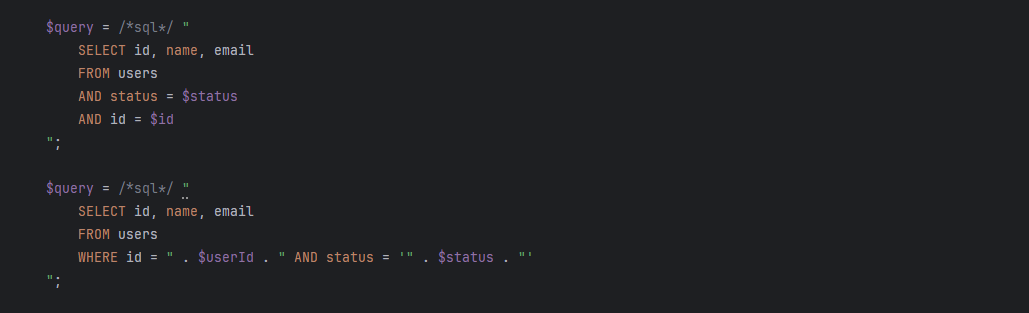 $query = /*sql*/ "
    SELECT id, name, email
    FROM users
    AND status = $status
    AND id = $id
";
$query = /*sql*/ "
    SELECT id, name, email
    FROM users
    WHERE id = " . $userId . " AND status = '" . $status . "'
";